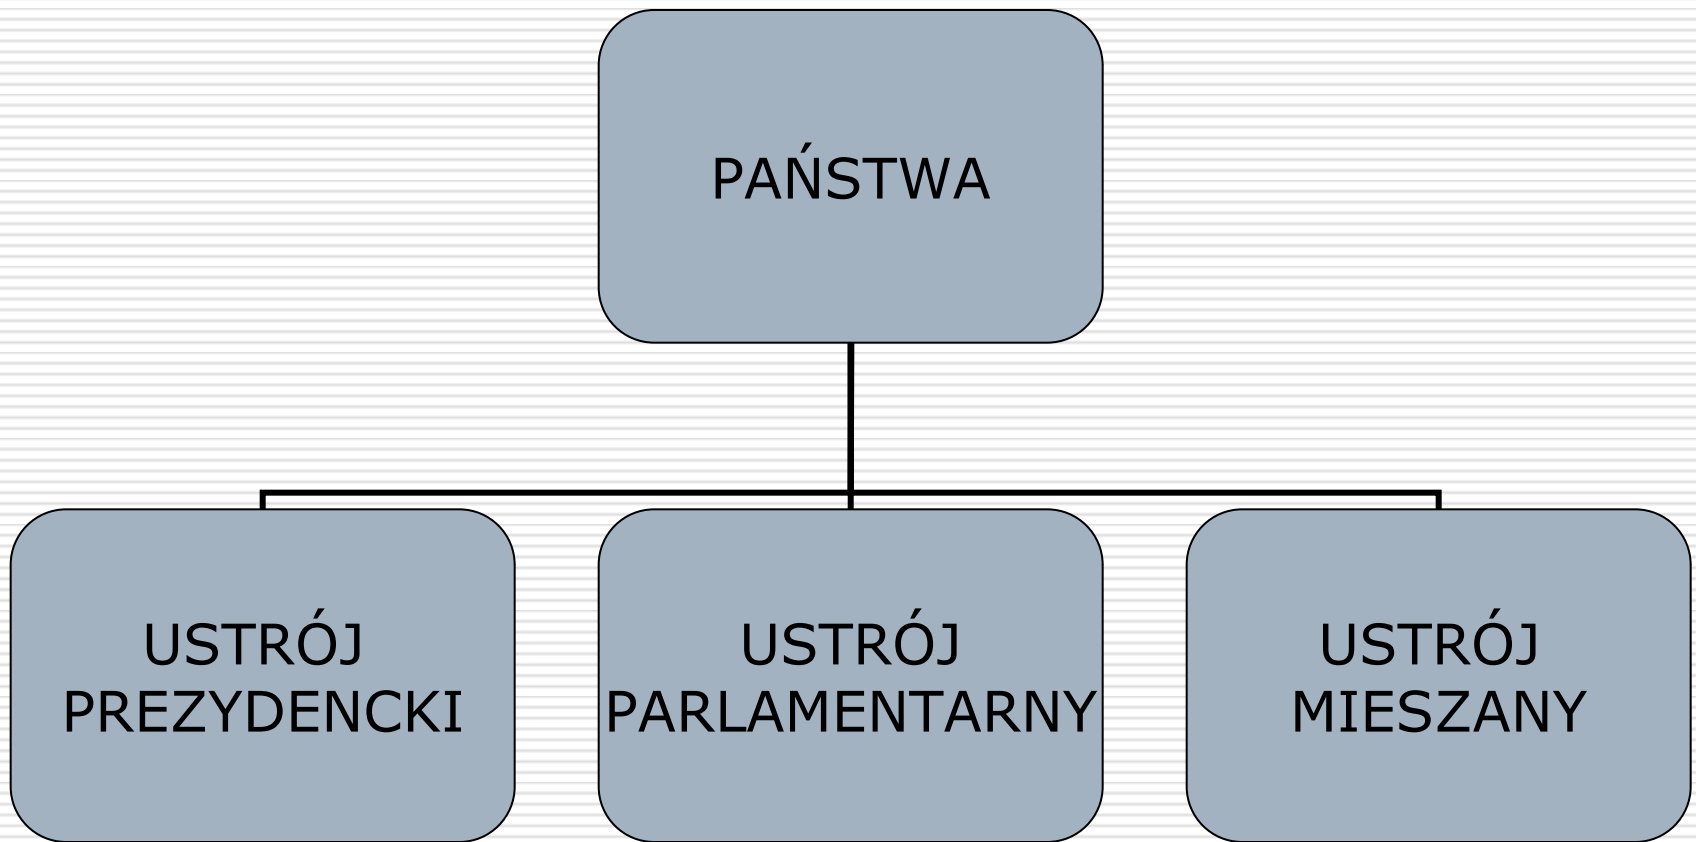 PAŃSTWA
USTRÓJ
PREZYDENCKI
USTRÓJ
PARLAMENTARNY
USTRÓJ
MIESZANY